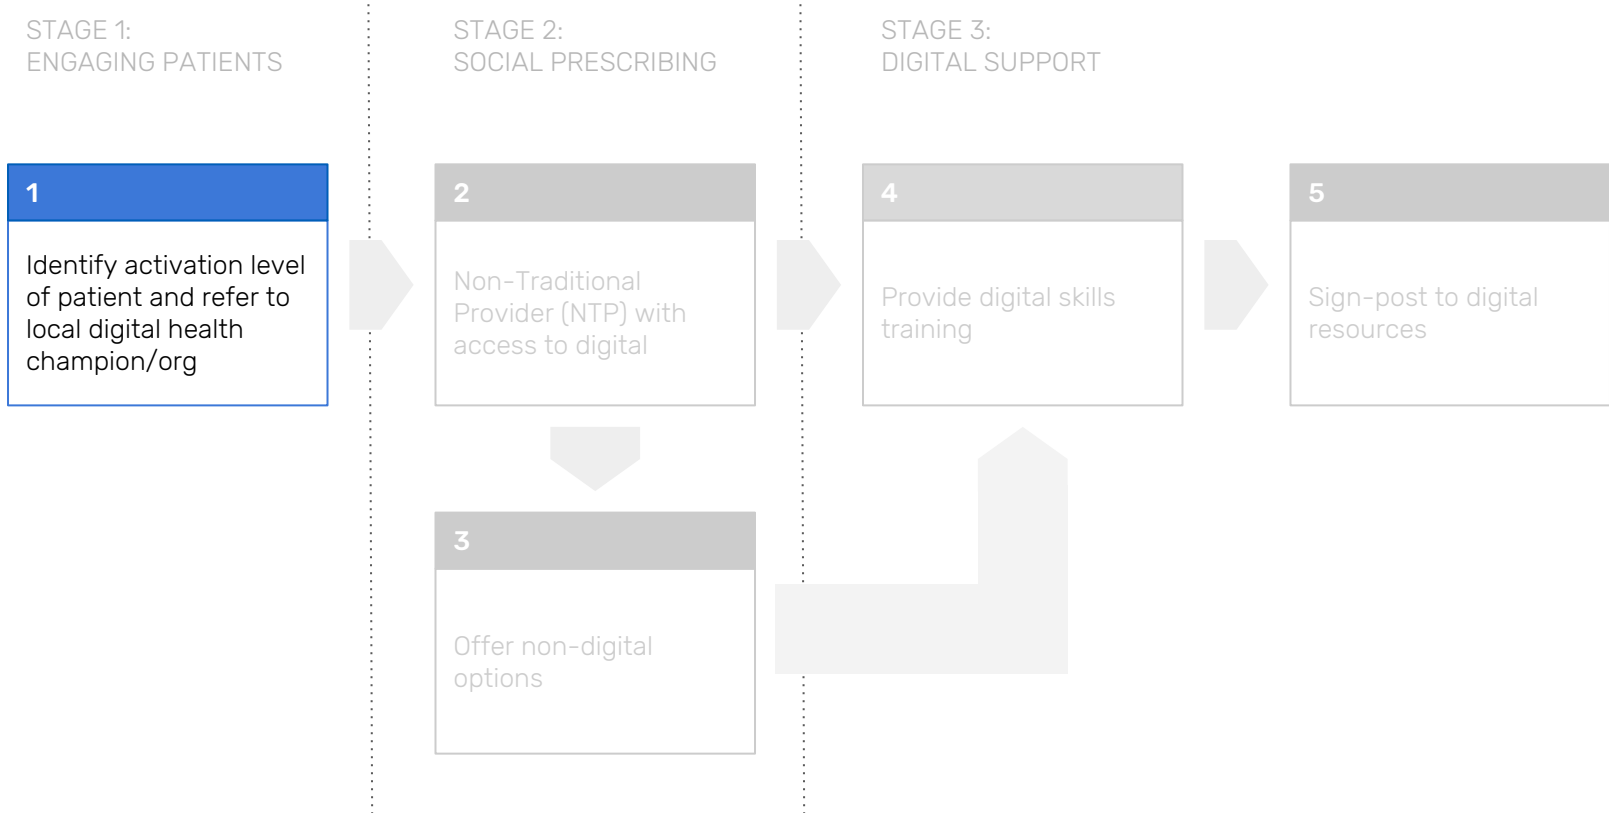 STAGE 1:
ENGAGING PATIENTS
STAGE 2:
SOCIAL PRESCRIBING
STAGE 3:
DIGITAL SUPPORT
1
Identify activation level
of patient and refer to
local digital health
champion/org
2
Non-Traditional
Provider (NTP) with
access to digital
3
Offer non-digital
options
4
Provide digital skills
training
5
Sign-post to digital
resources